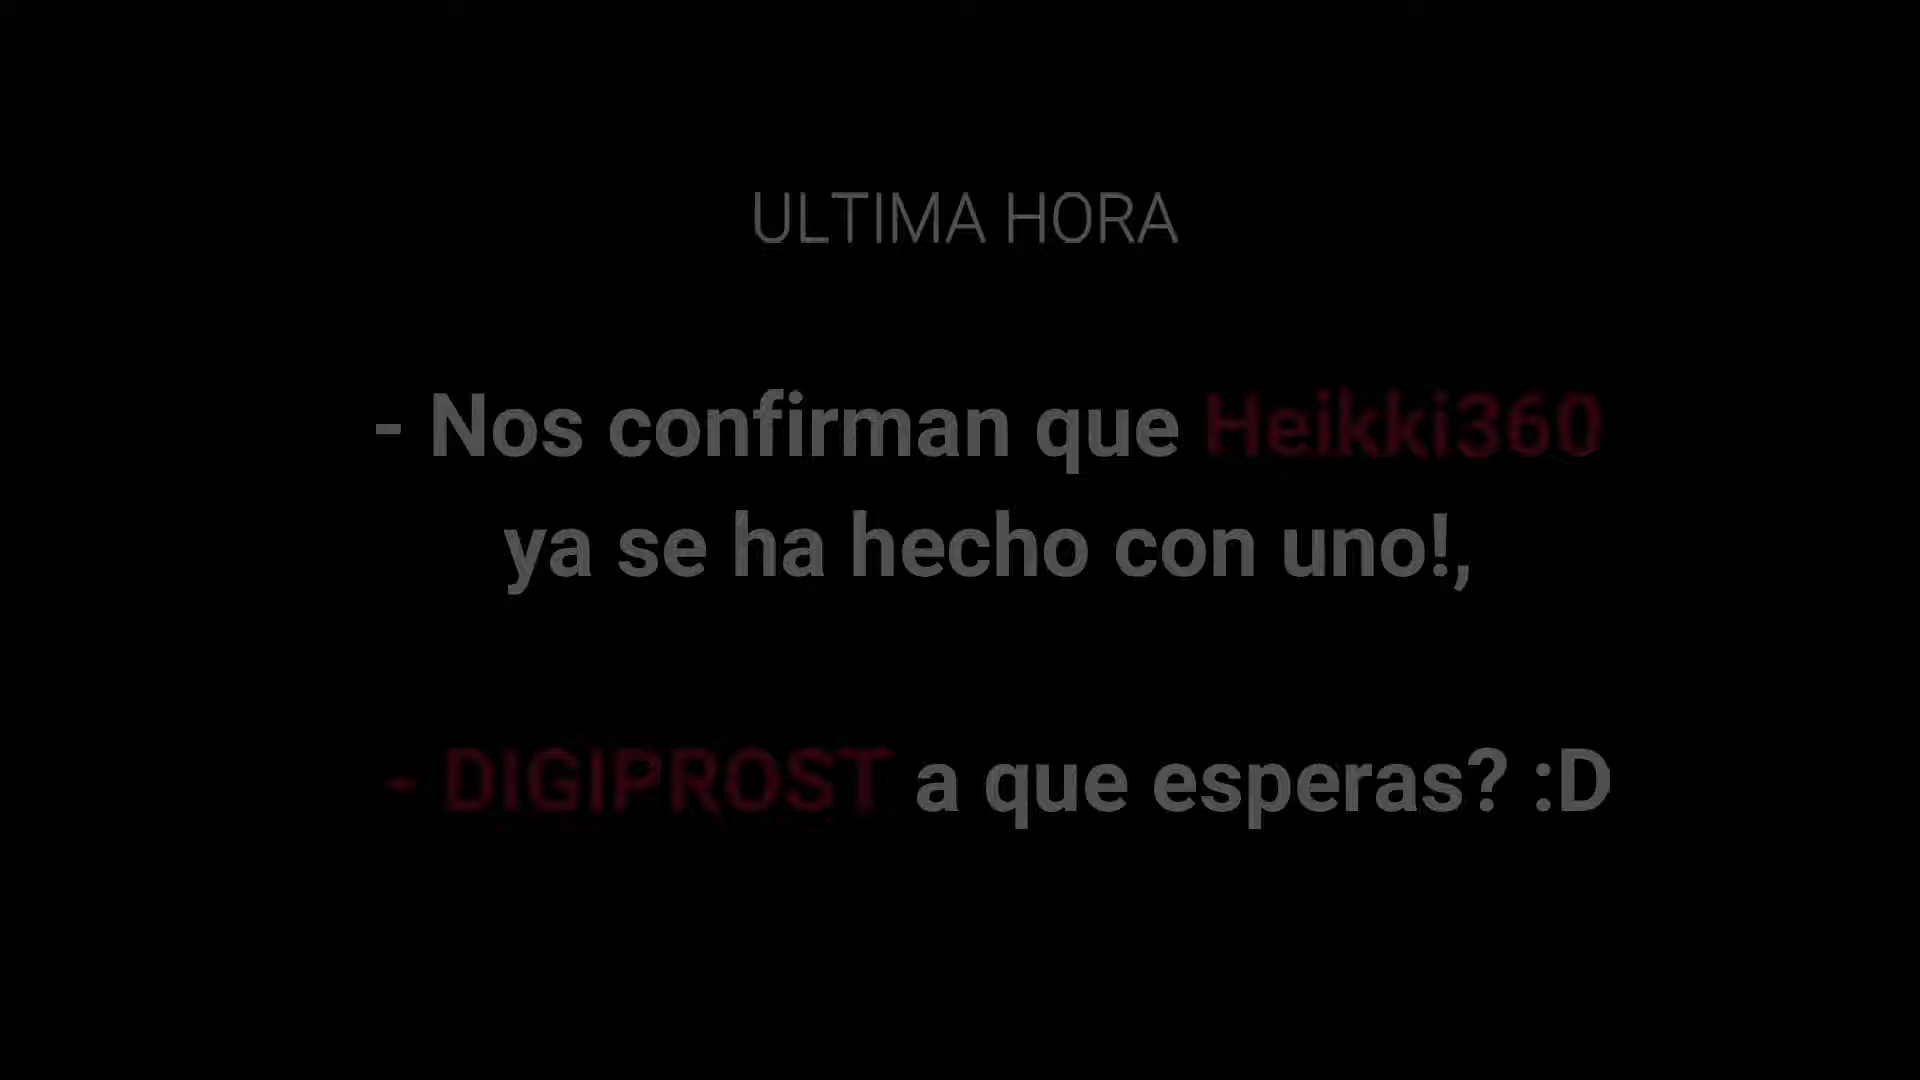 ULTIMA HORA
- Nos confirman que Heikki360
ya se ha hecho con uno!,
- DIGIPROST a que esperas? :D